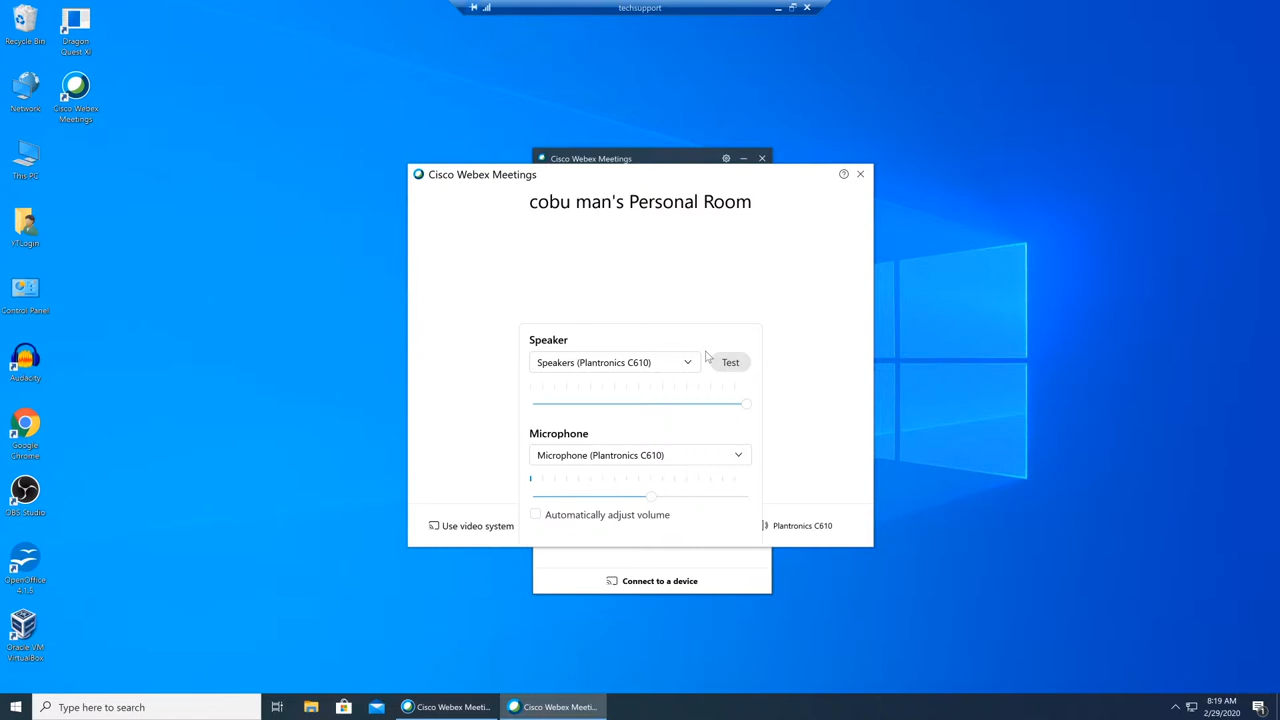 techsupport
Recycle Bin
Dragon
Quest XI
Network
Cisco Webex
Meetings
This PC
YTLogin
Control Panel
Audacity
Google
Chrome
OBS Studio
OpenOffice
4.1.5
Oracle VM
VirtualBox
Cisco Webex Meetings
Cisco Webex Meetings
cobu man's Personal Room
Speaker
Speakers (Plantronics C610)
Test
Microphone
Microphone (Plantronics C610)
Automatically adjust volume
Use video system
Plantronics C610
Connect to a device
Type here to search
Cisco Webex Meeti...
Cisco Webex Meeti...
8:19 AM
2/29/2020